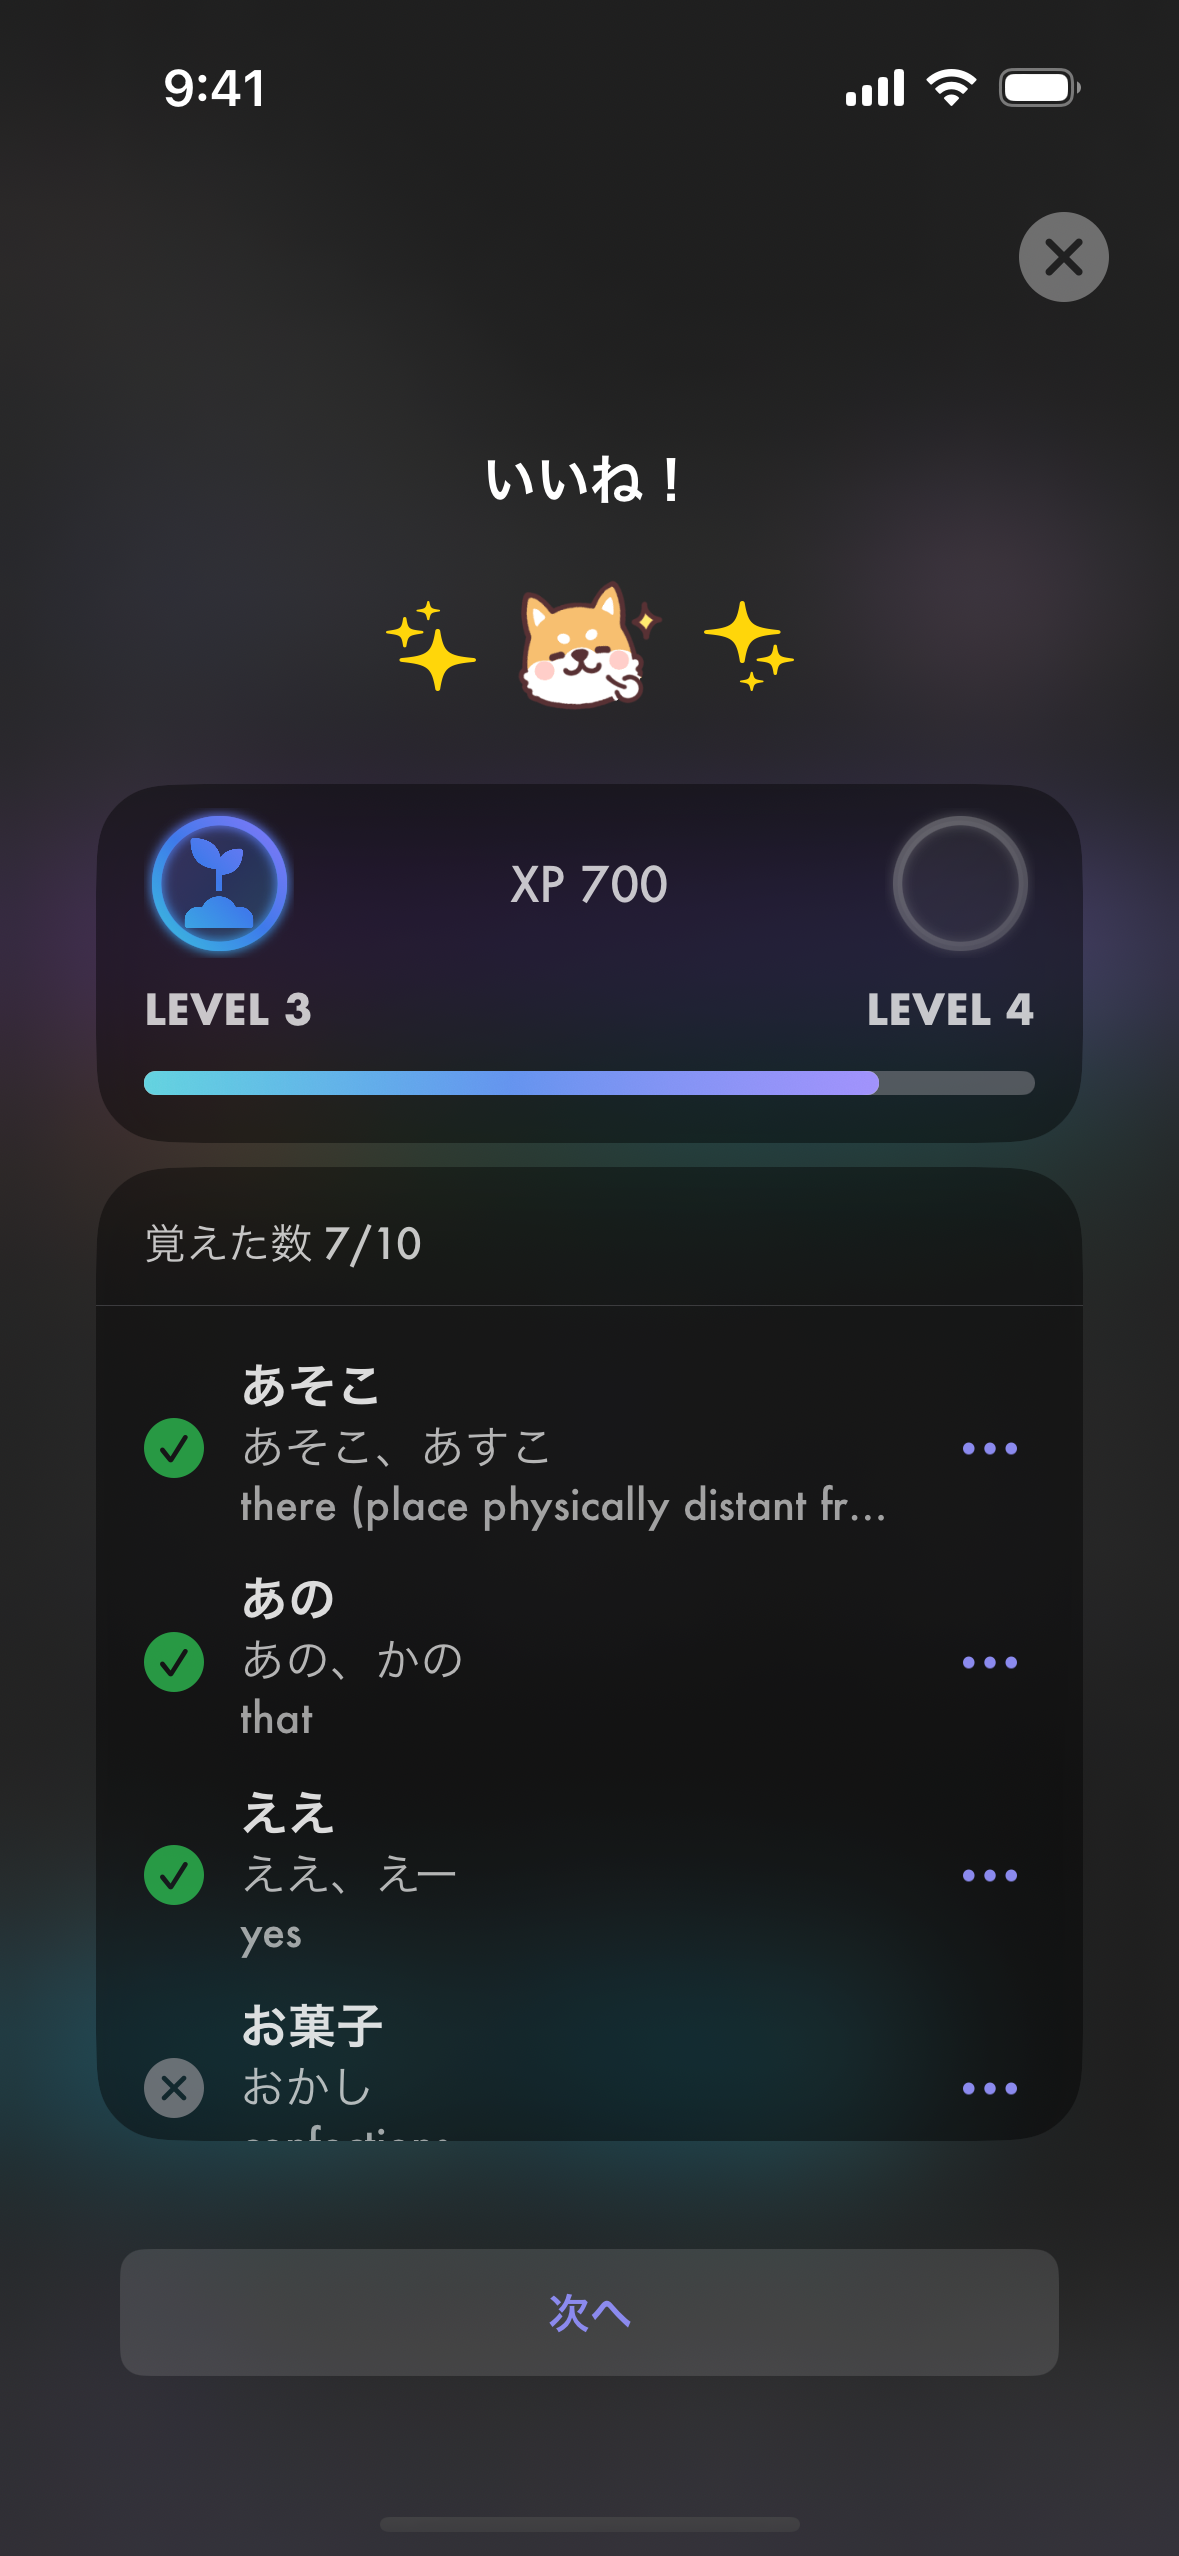 9:41
いいね！
XP 700
LEVEL 3
LEVEL 4
覚えた数 7/10
あそこ
あそこ、あすこ
there (place physically distant fr...
あの
あの、かの
that
ええ
ええ、えー
yes
お菓子
おかし
confections
次へ